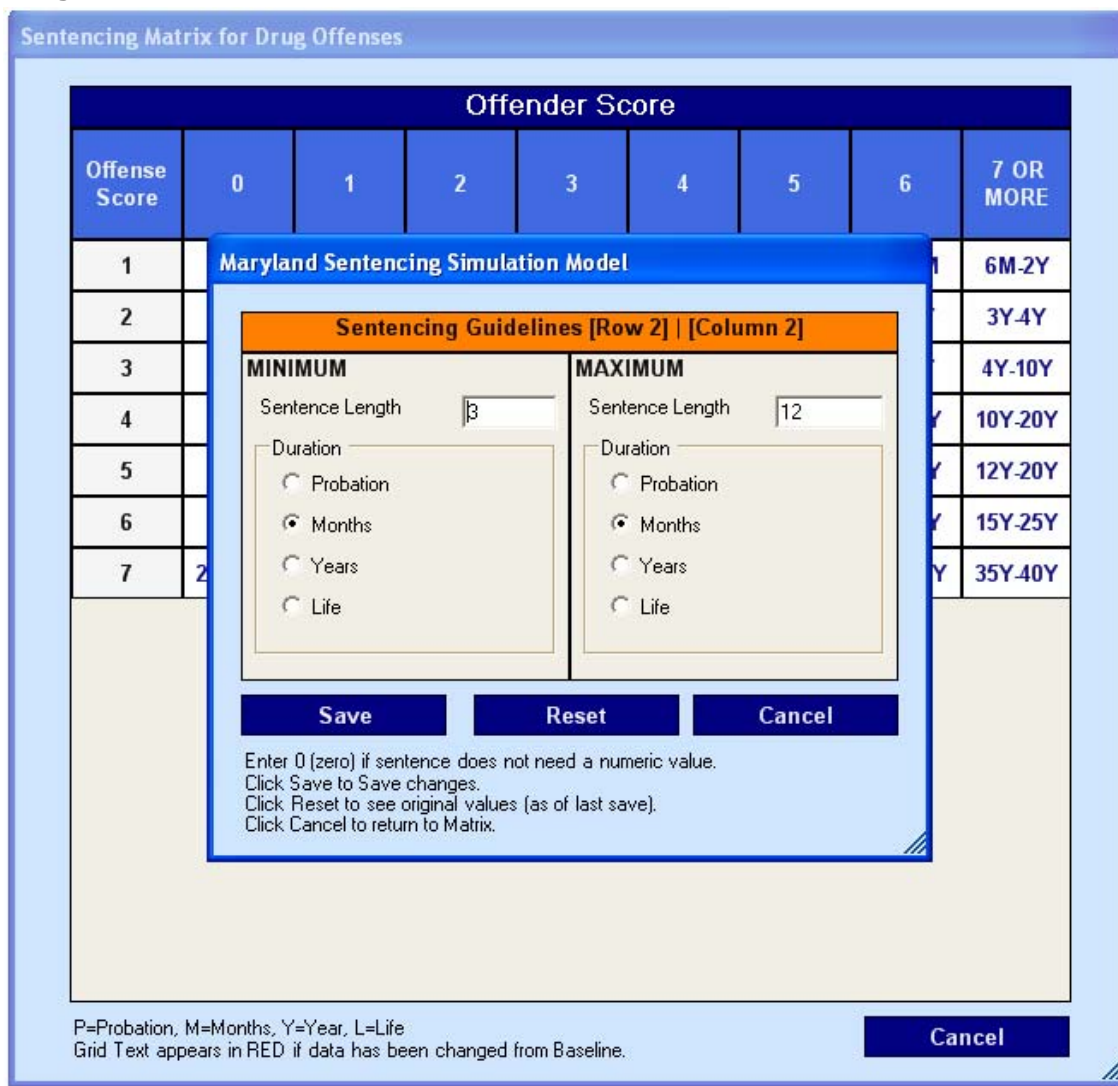 Sentencing Matrix for Drug Offenses
Offender Score
Offense Score 0 1 2 3 4 5 6 7 OR MORE
1 6M-2Y
2 3Y-4Y
3 4Y-10Y
4 Y 10Y-20Y
5 Y 12Y-20Y
6 Y 15Y-25Y
7 2 Y 35Y-40Y
Maryland Sentencing Simulation Model
Sentencing Guidelines [Row 2] | [Column 2]
MINIMUM
Sentence Length 3
Duration
Probation
Months
Years
Life
MAXIMUM
Sentence Length 12
Duration
Probation
Months
Years
Life
Save Reset Cancel
Enter 0 (zero) if sentence does not need a numeric value.
Click Save to Save changes.
Click Reset to see original values (as of last save).
Click Cancel to return to Matrix.
P=Probation, M=Months, Y=Year, L=Life
Grid Text appears in RED if data has been changed from Baseline.
Cancel